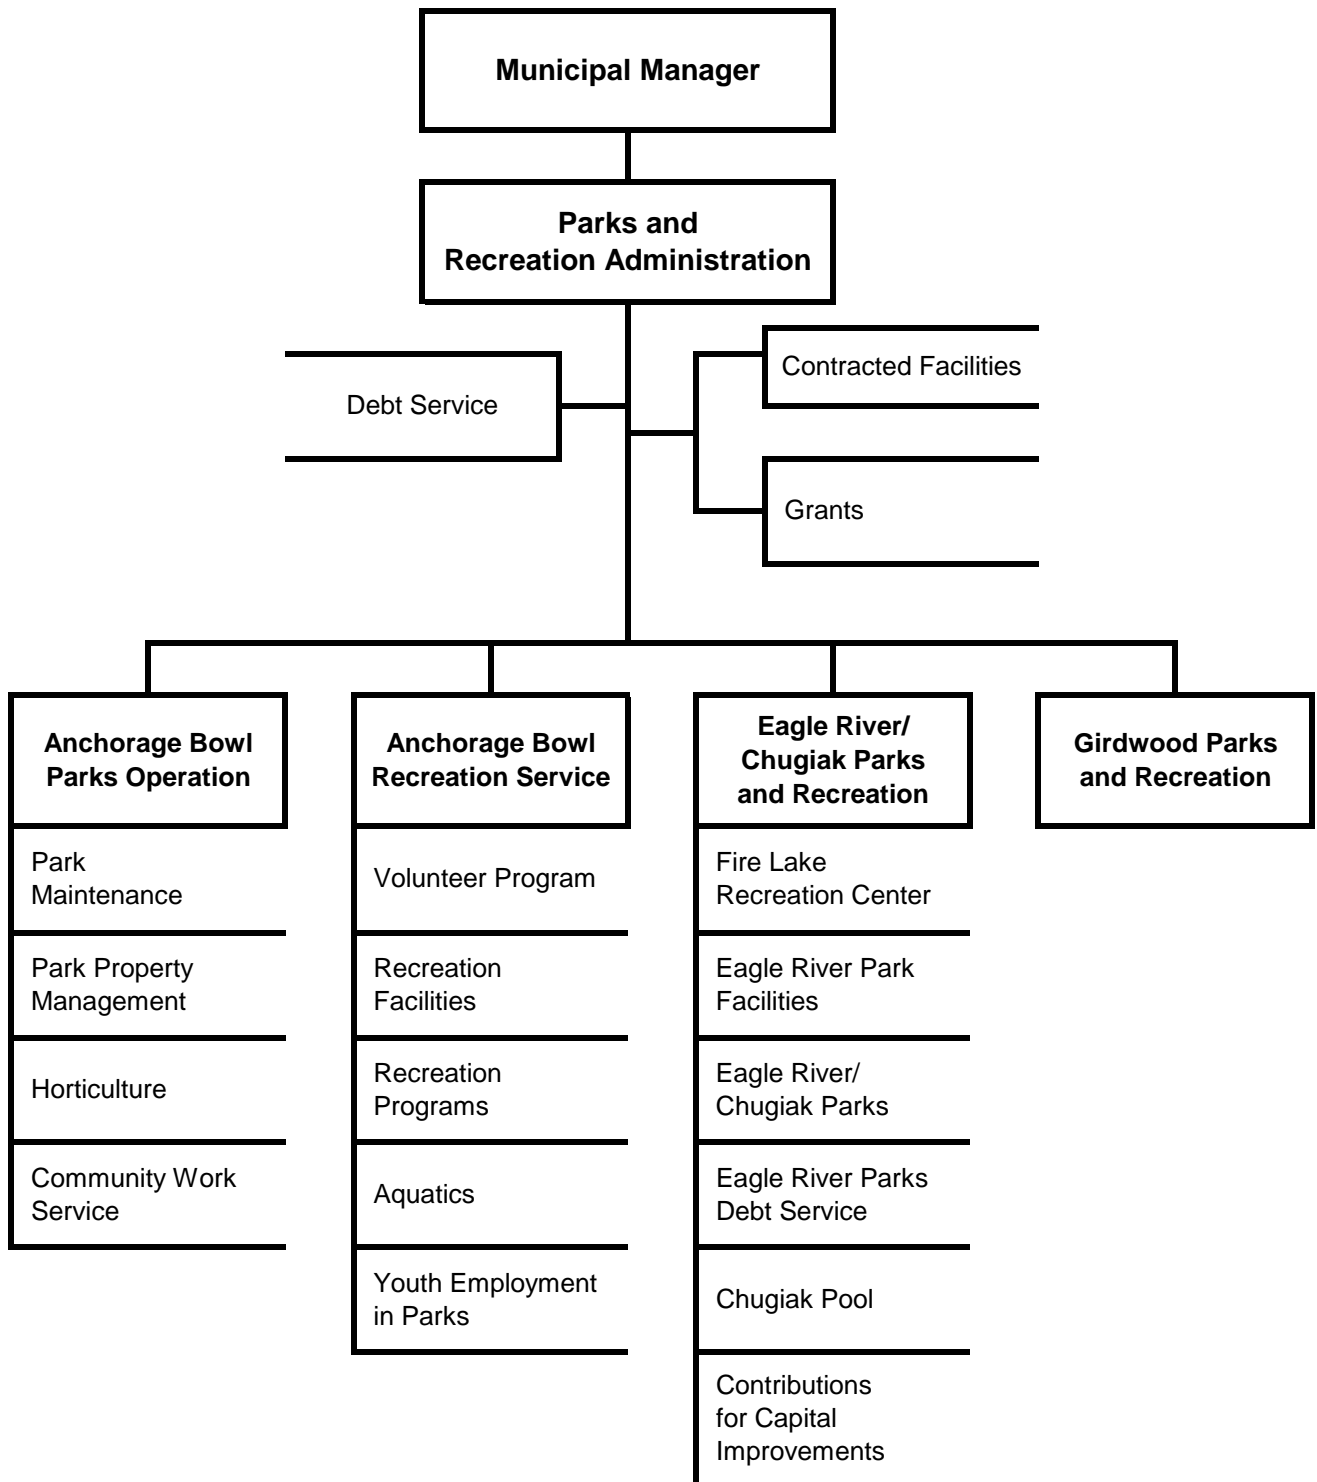 Municipal Manager
Parks and
Recreation Administration
Debt Service
Contracted Facilities
Grants
Anchorage Bowl
Parks Operation
Park
Maintenance
Park Property
Management
Horticulture
Community Work
Service
Anchorage Bowl
Recreation Service
Volunteer Program
Recreation
Facilities
Recreation
Programs
Aquatics
Youth Employment
in Parks
Eagle River/
Chugiak Parks
and Recreation
Fire Lake
Recreation Center
Eagle River Park
Facilities
Eagle River/
Chugiak Parks
Eagle River Parks
Debt Service
Chugiak Pool
Contributions
for Capital
Improvements
Girdwood Parks
and Recreation